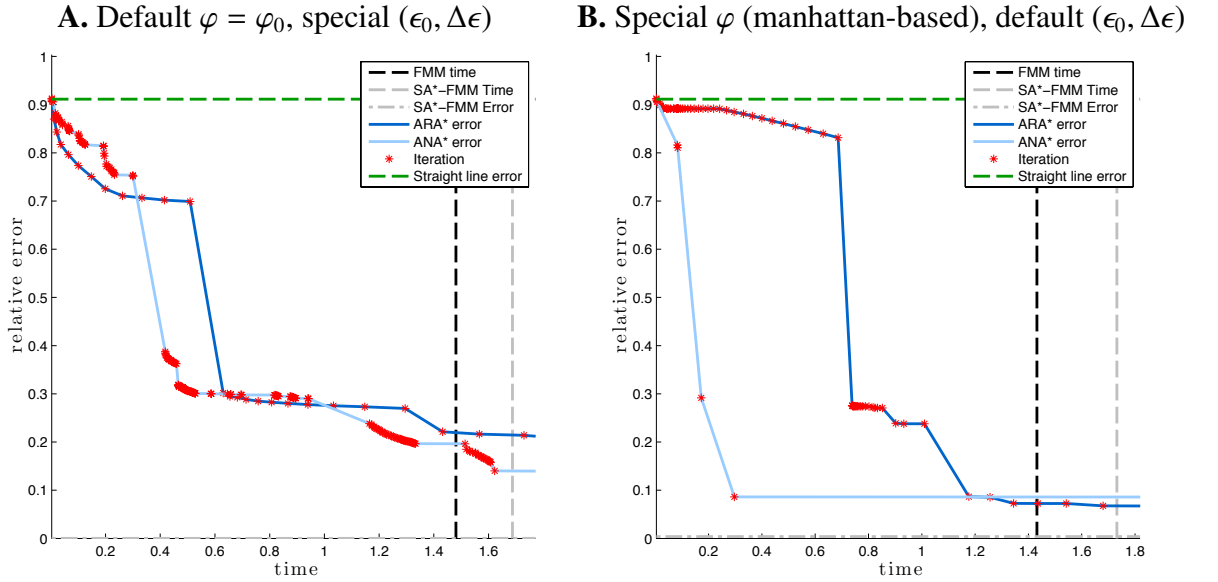 A. Default φ = φ₀, special (ϵ₀, Δϵ)
1
0.9
0.8
0.7
0.6
0.5
0.4
0.3
0.2
0.1
0
relative error
0.2
0.4
0.6
0.8
1
1.2
1.4
1.6
time
FMM time
SA*−FMM Time
SA*−FMM Error
ARA* error
ANA* error
Iteration
Straight line error
B. Special φ (manhattan-based), default (ϵ₀, Δϵ)
1
0.9
0.8
0.7
0.6
0.5
0.4
0.3
0.2
0.1
0
relative error
0.2
0.4
0.6
0.8
1
1.2
1.4
1.6
1.8
time
FMM time
SA*−FMM Time
SA*−FMM Error
ARA* error
ANA* error
Iteration
Straight line error